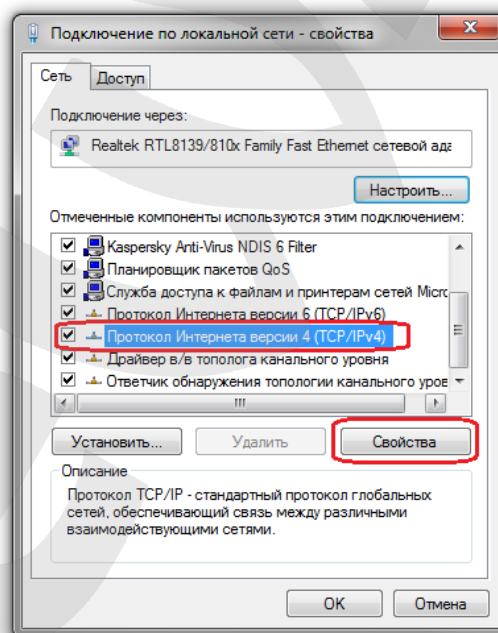 Подключение по локальной сети - свойства
Сеть Доступ
Подключение через:
Realtek RTL8139/810x Family Fast Ethernet сетевой ада
Настроить...
Отмеченные компоненты используются этим подключением:
Kaspersky Anti-Virus NDIS 6 Filter
Планировщик пакетов QoS
Служба доступа к файлам и принтерам сетей Micro
Протокол Интернета версии 6 (TCP/IPv6)
Протокол Интернета версии 4 (TCP/IPv4)
Драйвер в/в тополога канального уровня
Ответчик обнаружения топологии канального уров
Установить... Удалить Свойства
Описание
Протокол TCP/IP - стандартный протокол глобальных
сетей, обеспечивающий связь между различными
взаимодействующими сетями.
OK Отмена